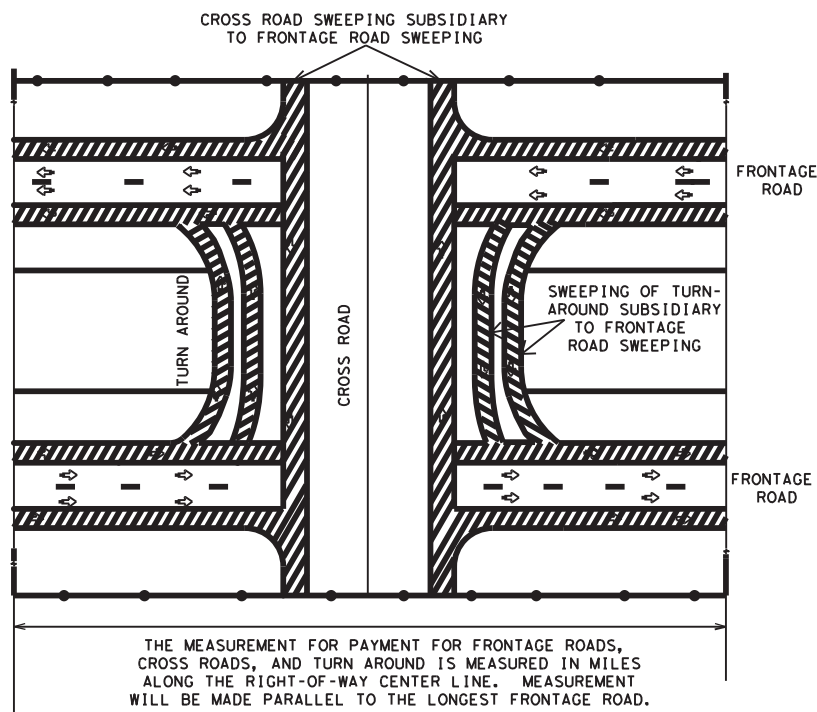 CROSS ROAD SWEEPING SUBSIDIARY
TO FRONTAGE ROAD SWEEPING
FRONTAGE
ROAD
TURN AROUND
CROSS ROAD
SWEEPING OF TURN-
AROUND SUBSIDIARY
TO FRONTAGE
ROAD SWEEPING
FRONTAGE
ROAD
THE MEASUREMENT FOR PAYMENT FOR FRONTAGE ROADS,
CROSS ROADS, AND TURN AROUND IS MEASURED IN MILES
ALONG THE RIGHT-OF-WAY CENTER LINE. MEASUREMENT
WILL BE MADE PARALLEL TO THE LONGEST FRONTAGE ROAD.